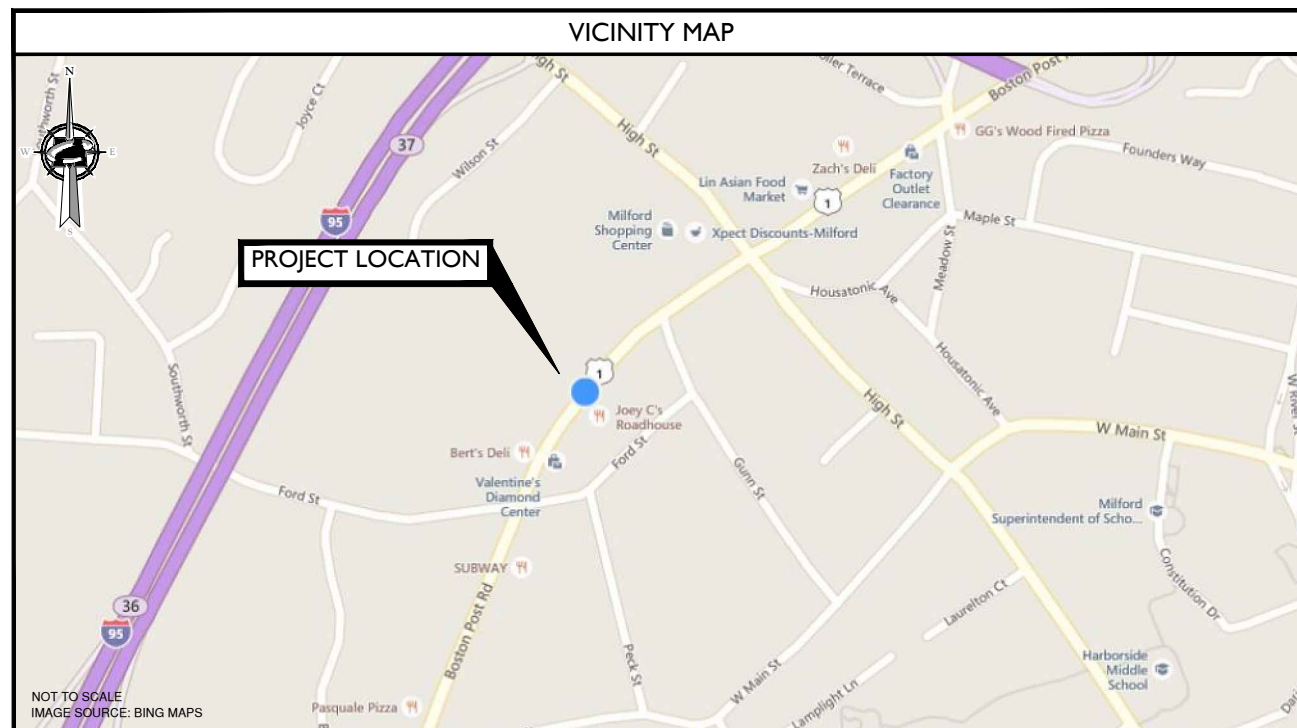 VICINITY MAP
N
W
E
S
Southworth St
Joyce Ct
37
Wilson St
High St
High St
Boston Post
GG's Wood Fired Pizza
Founders Way
Zach's Deli
Factory
Outlet
Clearance
Lin Asian Food
Market
1
Milford
Shopping
Center
Xpect Discounts-Milford
Maple St
Meadow St
95
PROJECT LOCATION
Housatonic Ave
Housatonic Ave
Southworth St
1
Joey C's
Roadhouse
Ford St
High St
W Main St
W River St
Bert's Deli
Valentine's
Diamond
Center
Gunn St
Ford St
Milford
Superintendent of Scho...
SUBWAY
Constitution Dr
Laurelton Ct
36
95
Boston Post Rd
Peck St
W Main St
Harborside
Middle
School
Lamplight Ln
Pasquale Pizza
NOT TO SCALE
IMAGE SOURCE: BING MAPS